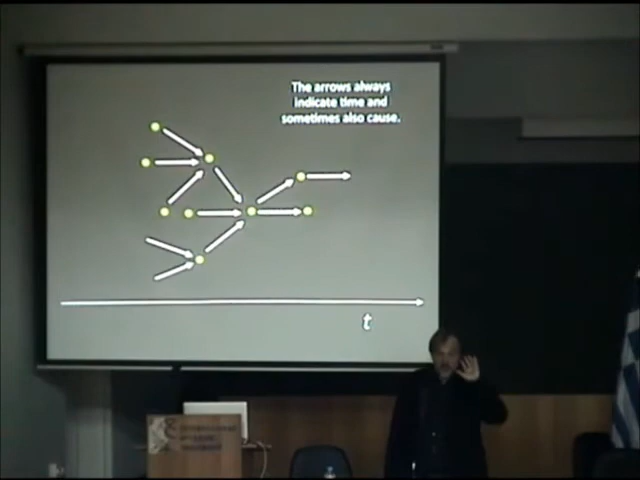 The arrows always
indicate time and
sometimes also cause.
t